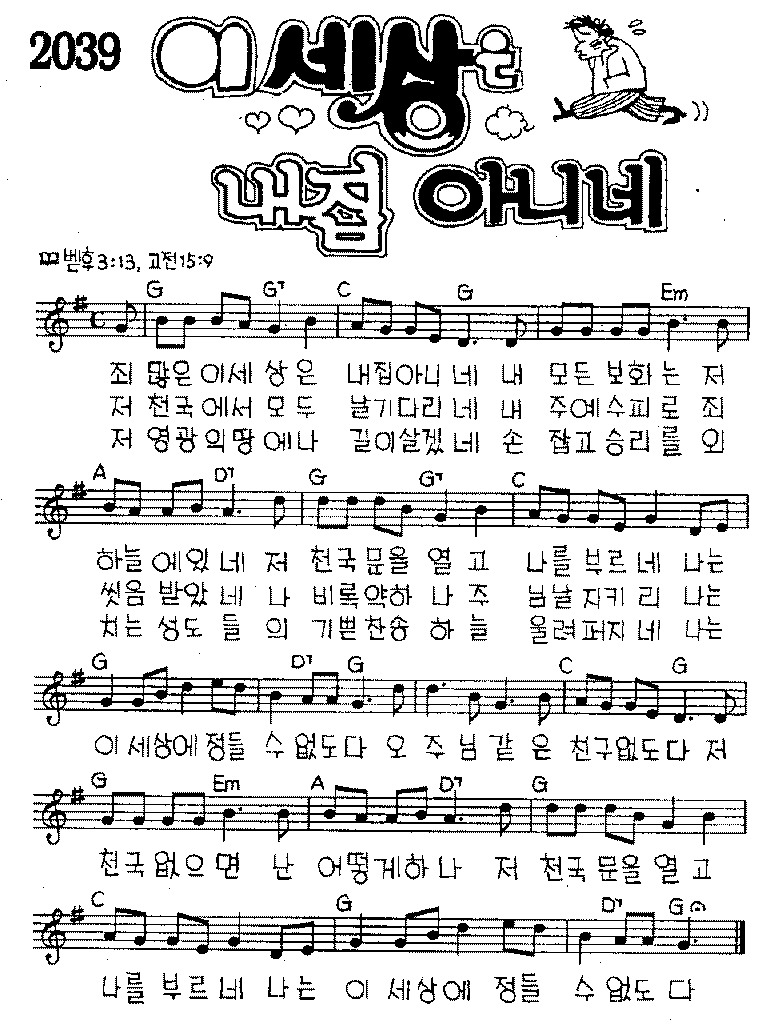 2039 이 세상은
내집 아니네
벧후3:13, 고전15:9
G G7 C G Em
죄 많은 이세 상 은 내집아니 네 내 모든 보화 는 저
저 천국에서 모 두 날기다리 네 내 주예수피 로 죄
저 영광의땅 에 나 길이살겠 네 손 잡고승리 를 외
A D7 G G7 C
하늘 에있 네 저 천국문을 열 고 나를 부르 네 나는
씻음 받았 네 나 비록약하 나 주 님날 지키 리 나는
치는 성도 들 의 기쁜찬송 하 늘 울려 퍼지 네 나는
G D7 G C G
이 세상에 정들 수 없도다 오 주 님 같 은 친구없도다 저
G Em A D7 G
천국 없으 면 난 어떻게하 나 저 천국 문을 열 고
C G D7 G
나를 부르 네 나 는 이 세상에 정들 수 없도 다